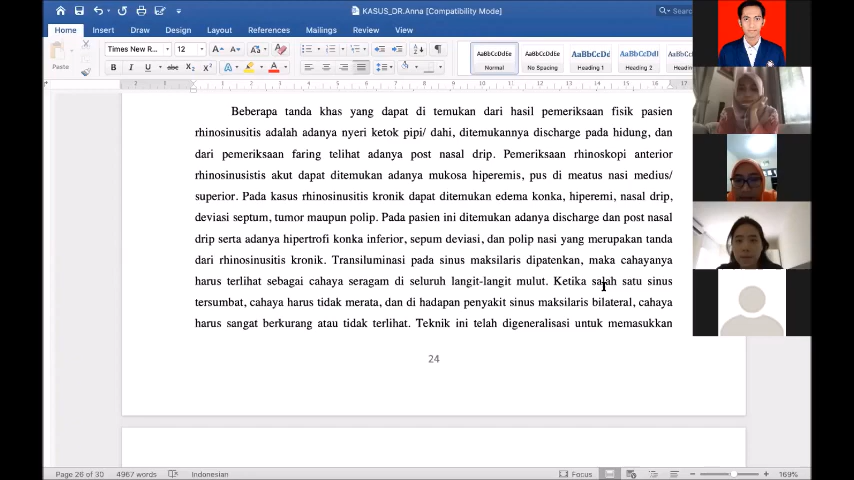 KASUS_DR.Anna [Compatibility Mode]
Home Insert Draw Design Layout References Mailings Review View
Times New R... 12
Paste
AaBbCcDdEe AaBbCcDdEe AaBbCcDd AaBbCcDdI AaBbCcDd
Normal No Spacing Heading 1 Heading 2 Heading 3
Beberapa tanda khas yang dapat di temukan dari hasil pemeriksaan fisik pasien
rhinosinusitis adalah adanya nyeri ketok pipi/ dahi, ditemukannya discharge pada hidung, dan
dari pemeriksaan faring telihat adanya post nasal drip. Pemeriksaan rhinoskopi anterior
rhinosinusistis akut dapat ditemukan adanya mukosa hiperemis, pus di meatus nasi medius/
superior. Pada kasus rhinosinusitis kronik dapat ditemukan edema konka, hiperemi, nasal drip,
deviasi septum, tumor maupun polip. Pada pasien ini ditemukan adanya discharge dan post nasal
drip serta adanya hipertrofi konka inferior, sepum deviasi, dan polip nasi yang merupakan tanda
dari rhinosinusitis kronik. Transiluminasi pada sinus maksilaris dipatenkan, maka cahayanya
harus terlihat sebagai cahaya seragam di seluruh langit-langit mulut. Ketika salah satu sinus
tersumbat, cahaya harus tidak merata, dan di hadapan penyakit sinus maksilaris bilateral, cahaya
harus sangat berkurang atau tidak terlihat. Teknik ini telah digeneralisasi untuk memasukkan
24
Page 26 of 30 4967 words Indonesian Focus 169%